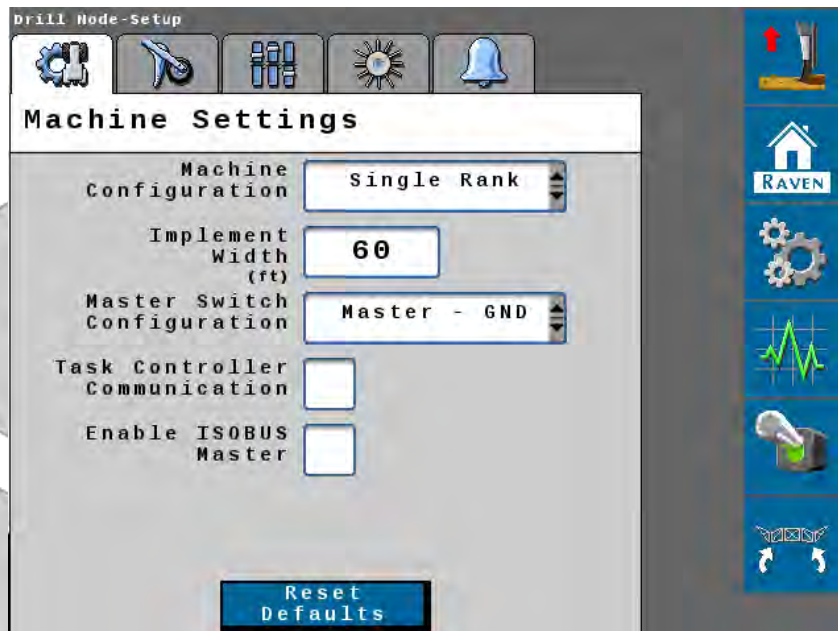 Drill Node-Setup
Machine Settings
Machine
Configuration
Single Rank
Implement
Width
(ft)
60
Master Switch
Configuration
Master - GND
Task Controller
Communication
Enable ISOBUS
Master
Reset
Defaults
RAVEN